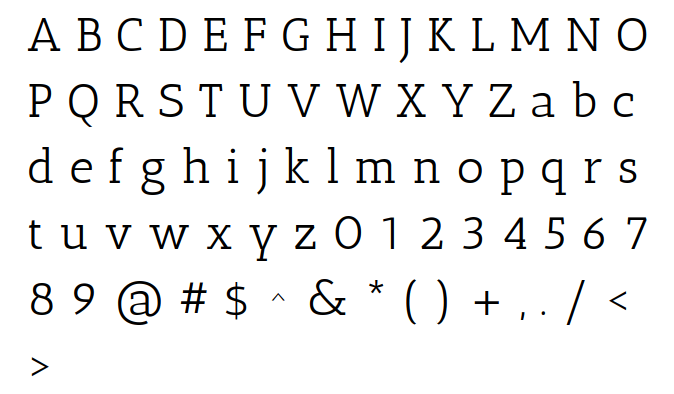 A B C D E F G H I J K L M N O
P Q R S T U V W X Y Z a b c
d e f g h i j k l m n o p q r s
t u v w x y z 0 1 2 3 4 5 6 7
8 9 @ # $ ^ & * ( ) + , . / <
>